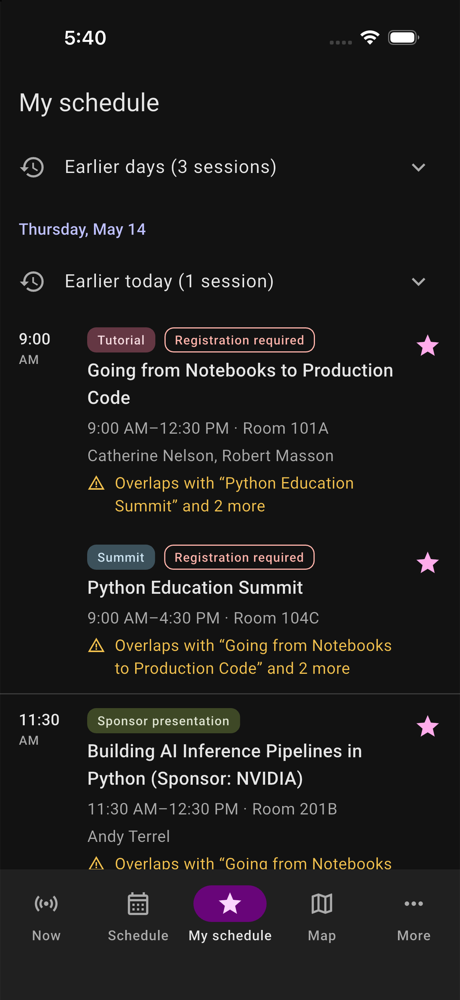 5:40
My schedule
Earlier days (3 sessions)
Thursday, May 14
Earlier today (1 session)
9:00
AM
Tutorial
Registration required
Going from Notebooks to Production
Code
9:00 AM–12:30 PM · Room 101A
Catherine Nelson, Robert Masson
Overlaps with “Python Education
Summit” and 2 more
Summit
Registration required
Python Education Summit
9:00 AM–4:30 PM · Room 104C
Overlaps with “Going from Notebooks
to Production Code” and 2 more
11:30
AM
Sponsor presentation
Building AI Inference Pipelines in
Python (Sponsor: NVIDIA)
11:30 AM–12:30 PM · Room 201B
Andy Terrel
Overlaps with “Going from Notebooks
Now
Schedule
My schedule
Map
More